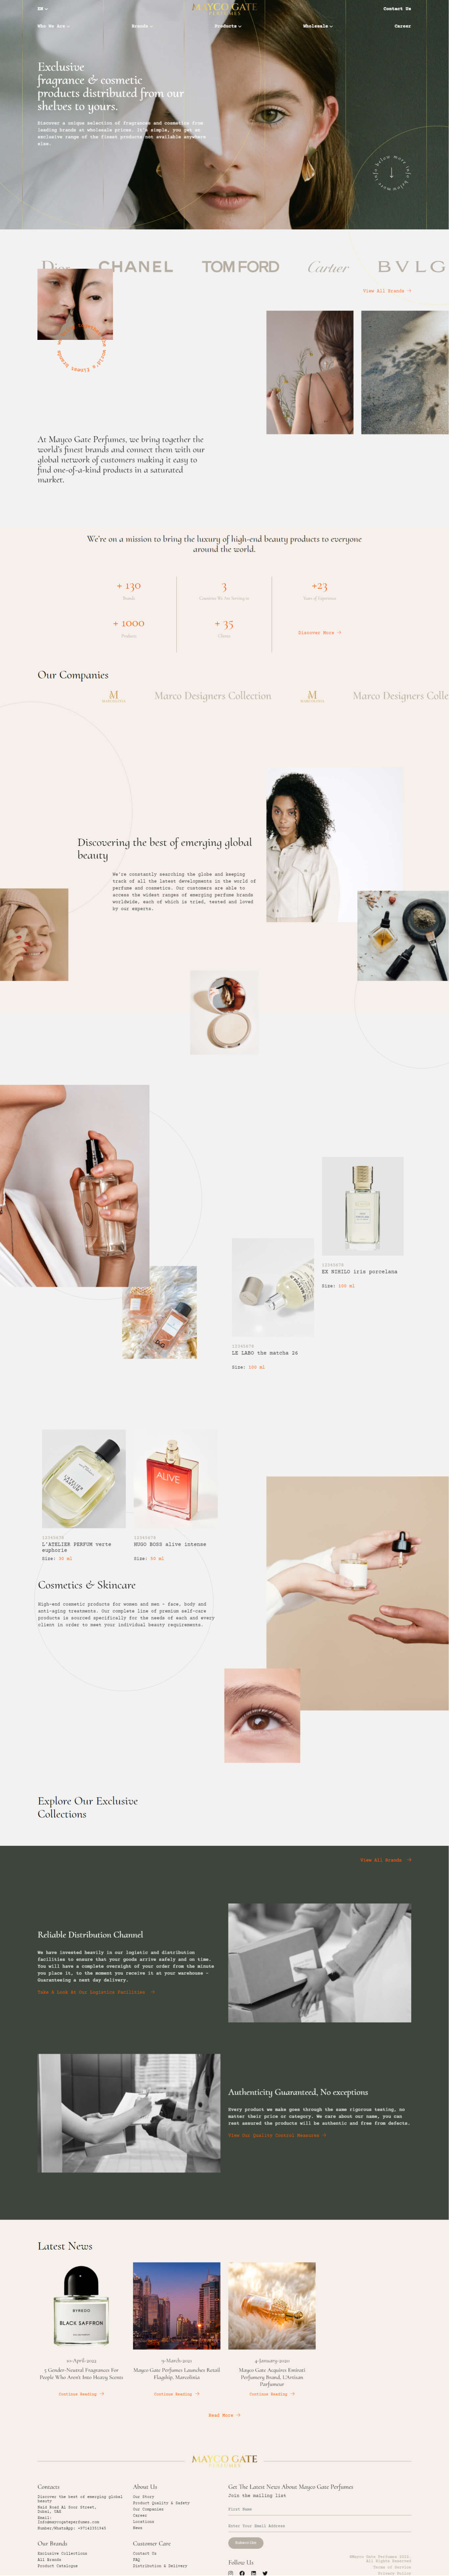 EN
MAYCO GATE
PERFUMES
Contact Us
Who We Are
Brands
Products
Wholesale
Career
Exclusive
fragrance & cosmetic
products distributed from our
shelves to yours.
Discover a unique selection of fragrances and cosmetics from
leading brands at wholesale prices. It's simple, you get an
exclusive range of the finest products not available anywhere
else.
more info below
Dior
CHANEL
TOM FORD
Cartier
BVLG
View All Brands
world's finest brands
At Mayco Gate Perfumes, we bring together the
world's finest brands and connect them with our
global network of customers making it easy to
find one-of-a-kind products in a saturated
market.
We're on a mission to bring the luxury of high-end beauty products to everyone
around the world.
+ 130
Brands
3
Countries We Are Serving in
+23
Years of Experience
+ 1000
Products
+ 35
Clients
Discover More
Our Companies
M
Marco Designers Collection
M
Marco Designers Colle
Discovering the best of emerging global
beauty
We're constantly searching the globe and keeping
track of all the latest developments in the world of
perfume and cosmetics. Our customers are able to
access the widest ranges of emerging perfume brands
worldwide, each of which is tried, tested and loved
by our experts.
12345678
EX NIHILO iris porcelana
Size: 100 ml
12345678
LE LABO the matcha 26
Size: 100 ml
D&G
L'ATELIER
PARFUM
ALIVE
12345678
L'ATELIER PERFUM verte
euphorie
Size: 50 ml
12345678
HUGO BOSS alive intense
Size: 50 ml
Cosmetics & Skincare
High-end cosmetic products for women and men – face, body and
anti-aging treatments. Our complete line of premium self-care
products is sourced specifically for the needs of each and every
client in order to meet your individual beauty requirements.
Explore Our Exclusive
Collections
View All Brands
Reliable Distribution Channel
We have invested heavily in our logistic and distribution
facilities to ensure that your goods arrive safely and on time.
You will have a complete oversight of your order from the minute
you place it, to the moment you receive it at your warehouse –
Guaranteeing a next day delivery.
Take A Look At Our Logistics Facilities
Authenticity Guaranteed, No exceptions
Every product we make goes through the same rigorous testing, no
matter their price or category. We care about our name, you can
rest assured the products will be authentic and free from defects.
View Our Quality Control Measures
Latest News
BYREDO
BLACK SAFFRON
5 Gender-Neutral Fragrances For
People Who Aren't Into Heavy Scents
Continue Reading
Mayco Gate Perfumes Launches Retail
Flagship, Marcolinia
Continue Reading
4-January-2020
Mayco Gate Acquires Emirati
Perfumery Brand, L'Artisan
Parfumeur
Continue Reading
Read More
MAYCO GATE
PERFUMES
Contacts
Discover the best of emerging global
beauty
Dubai, UAE
Email:
Info@maycogateperfumes.com
Our Brands
Exclusive Collections
All Brands
Product Catalogue
About Us
Our Story
Product Quality & Safety
Our Companies
Career
Locations
News
Customer Care
Contact Us
FAQ
Distribution & Delivery
Get The Latest News About Mayco Gate Perfumes
Join the mailing list
First Name
Enter Your Email Address
Subscribe
Follow Us
©Mayco Gate Perfumes 2022.
All Rights Reserved
Terms of Service
Privacy Policy